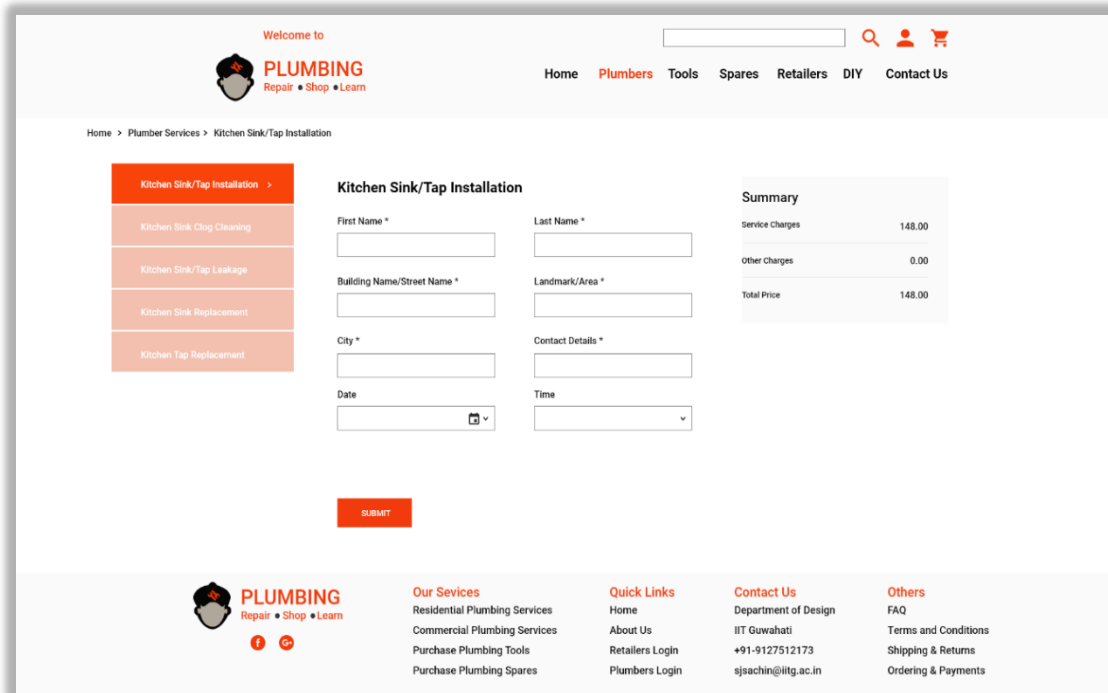 Welcome to
PLUMBING
Repair ● Shop ● Learn
Home Plumbers Tools Spares Retailers DIY Contact Us
Home > Plumber Services > Kitchen Sink/Tap Installation
Kitchen Sink/Tap Installation >
Kitchen Sink Clog Cleaning
Kitchen Sink/Tap Leakage
Kitchen Sink Replacement
Kitchen Tap Replacement
Kitchen Sink/Tap Installation
First Name * Last Name *
Building Name/Street Name * Landmark/Area *
City * Contact Details *
Date Time
SUBMIT
Summary
Service Charges 148.00
Other Charges 0.00
Total Price 148.00
PLUMBING
Repair ● Shop ● Learn
f G+
Our Sevices
Residential Plumbing Services
Commercial Plumbing Services
Purchase Plumbing Tools
Purchase Plumbing Spares
Quick Links
Home
About Us
Retailers Login
Plumbers Login
Contact Us
Department of Design
IIT Guwahati
+91-9127512173
sjsachin@iitg.ac.in
Others
FAQ
Terms and Conditions
Shipping & Returns
Ordering & Payments